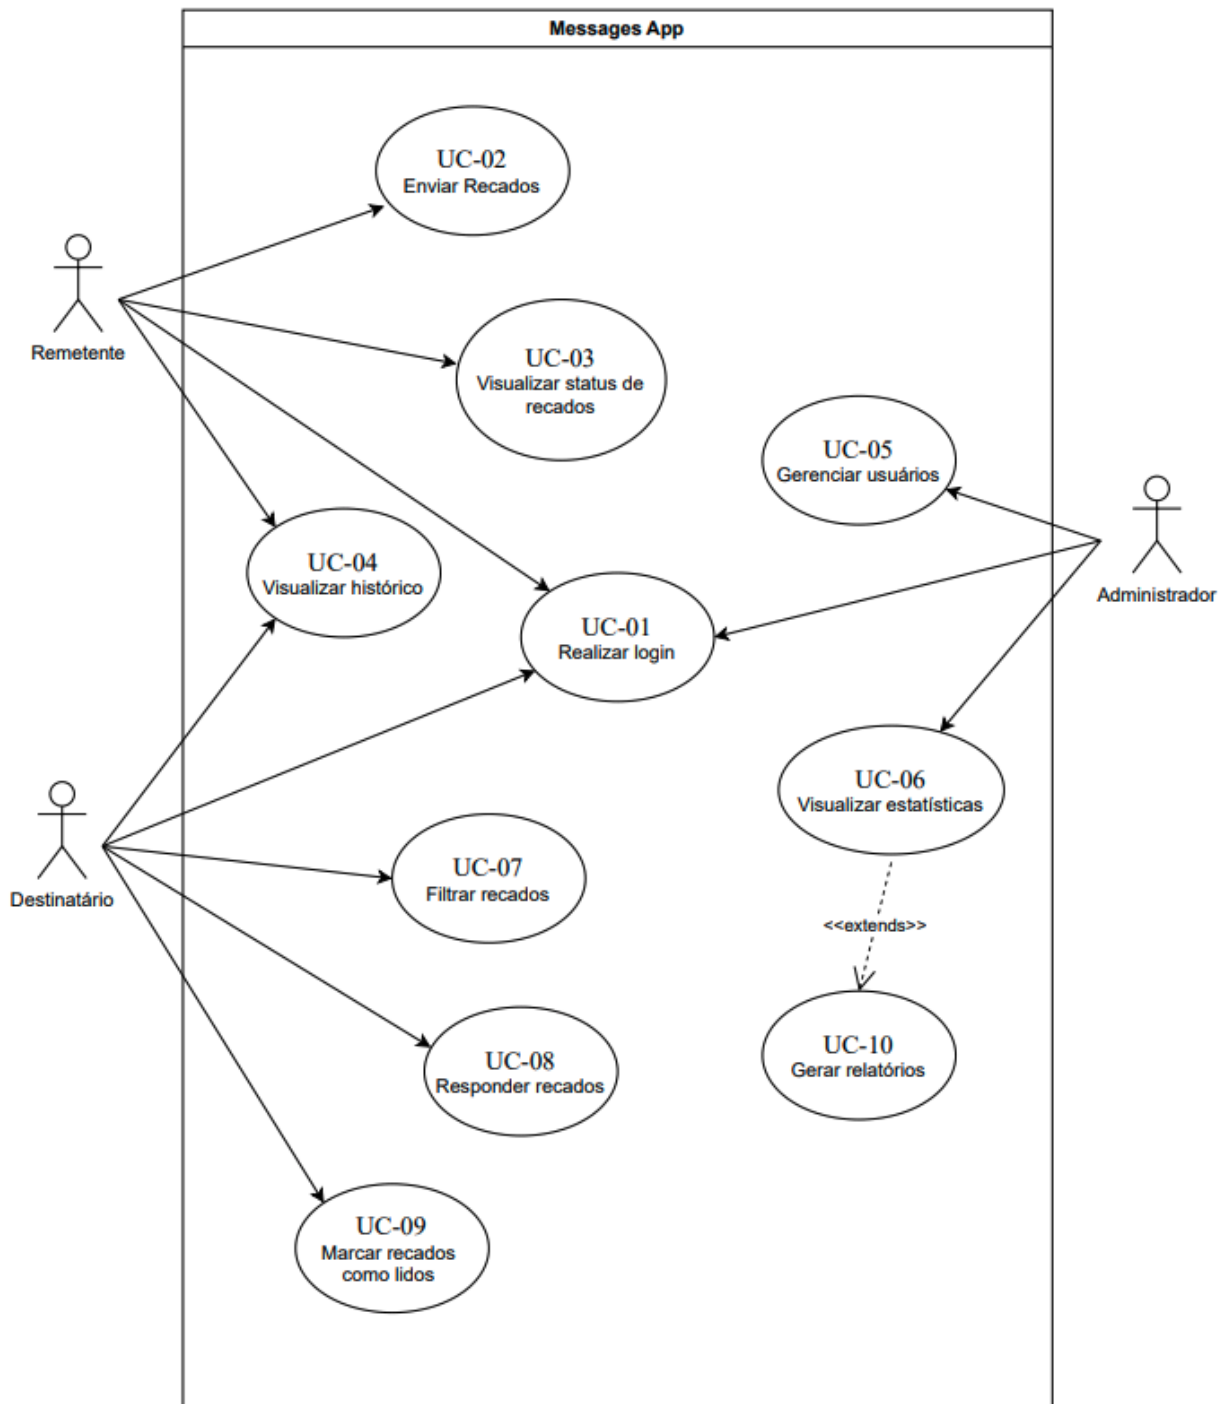 Messages App
UC-02
Enviar Recados
Remetente
UC-03
Visualizar status de
recados
UC-05
Gerenciar usuários
UC-04
Visualizar histórico
Administrador
UC-01
Realizar login
UC-06
Visualizar estatísticas
UC-07
Filtrar recados
Destinatário
<<extends>>
UC-08
Responder recados
UC-10
Gerar relatórios
UC-09
Marcar recados
como lidos